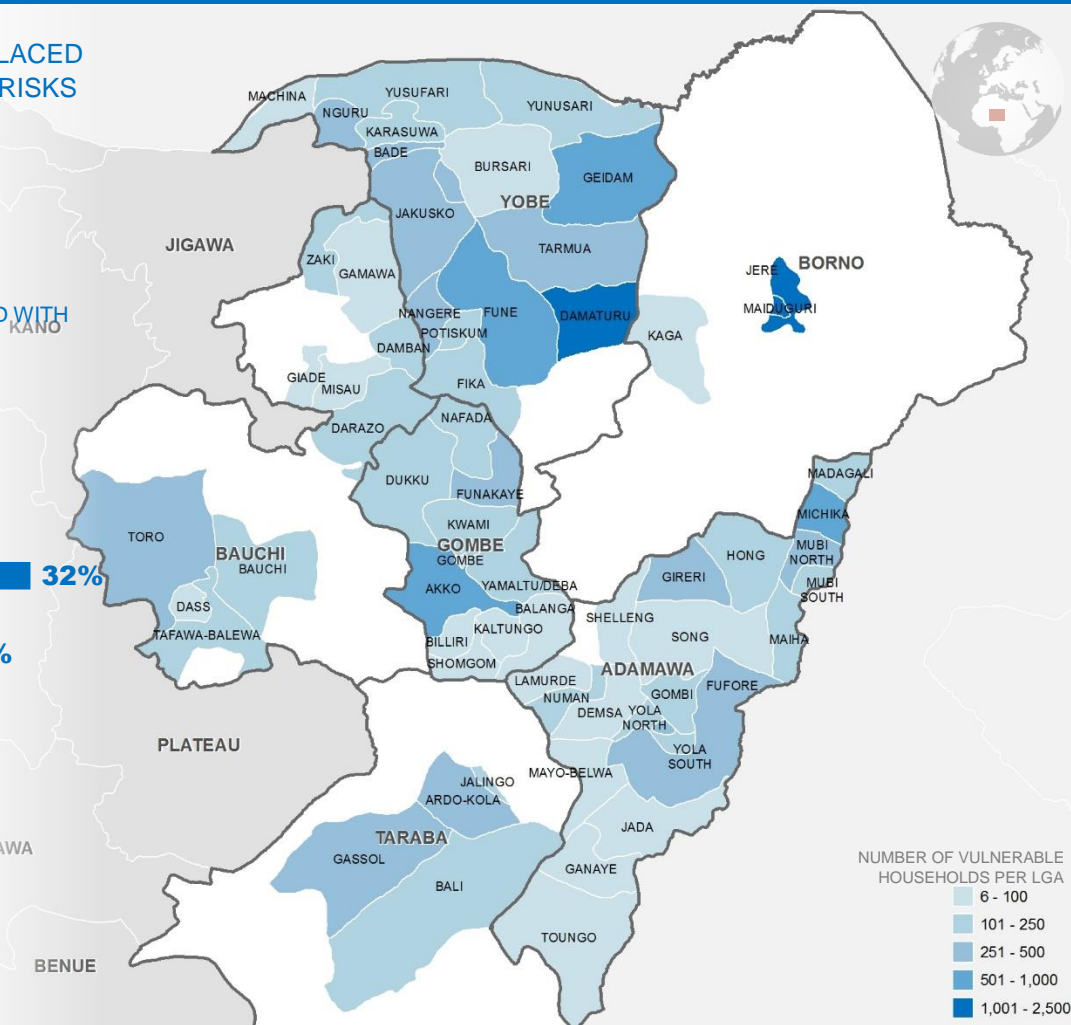 LACED
RISKS
D WITH
32%
%
MACHINA
YUSUFARI
YUNUSARI
NGURU
KARASUWA
BADE
BURSARI
GEIDAM
YOBE
JAKUSKO
JIGAWA
TARMUA
ZAKI
GAMAWA
JERE
BORNO
MAIDUGURI
KANO
NANGERE
FUNE
DAMATURU
POTISKUM
KAGA
DAMBAN
GIADE
MISAU
FIKA
DARAZO
NAFADA
MADAGALI
DUKKU
FUNAKAYE
MICHIKA
TORO
KWAMI
HONG
MUBI
NORTH
BAUCHI
BAUCHI
GOMBE
GOMBE
GIRERI
MUBI
SOUTH
AKKO
YAMALTU/DEBA
DASS
BALANGA
SHELLENG
TAFAWA-BALEWA
KALTUNGO
BILLIRI
SONG
MAIHA
SHOMGOM
ADAMAWA
LAMURDE
NUMAN
GOMBI
FUFORE
DEMSA
YOLA
NORTH
PLATEAU
YOLA
SOUTH
MAYO-BELWA
JALINGO
ARDO-KOLA
JADA
TARABA
AWA
GASSOL
GANAYE
BALI
TOUNGO
BENUE
NUMBER OF VULNERABLE
HOUSEHOLDS PER LGA
6 - 100
101 - 250
251 - 500
501 - 1,000
1,001 - 2,500